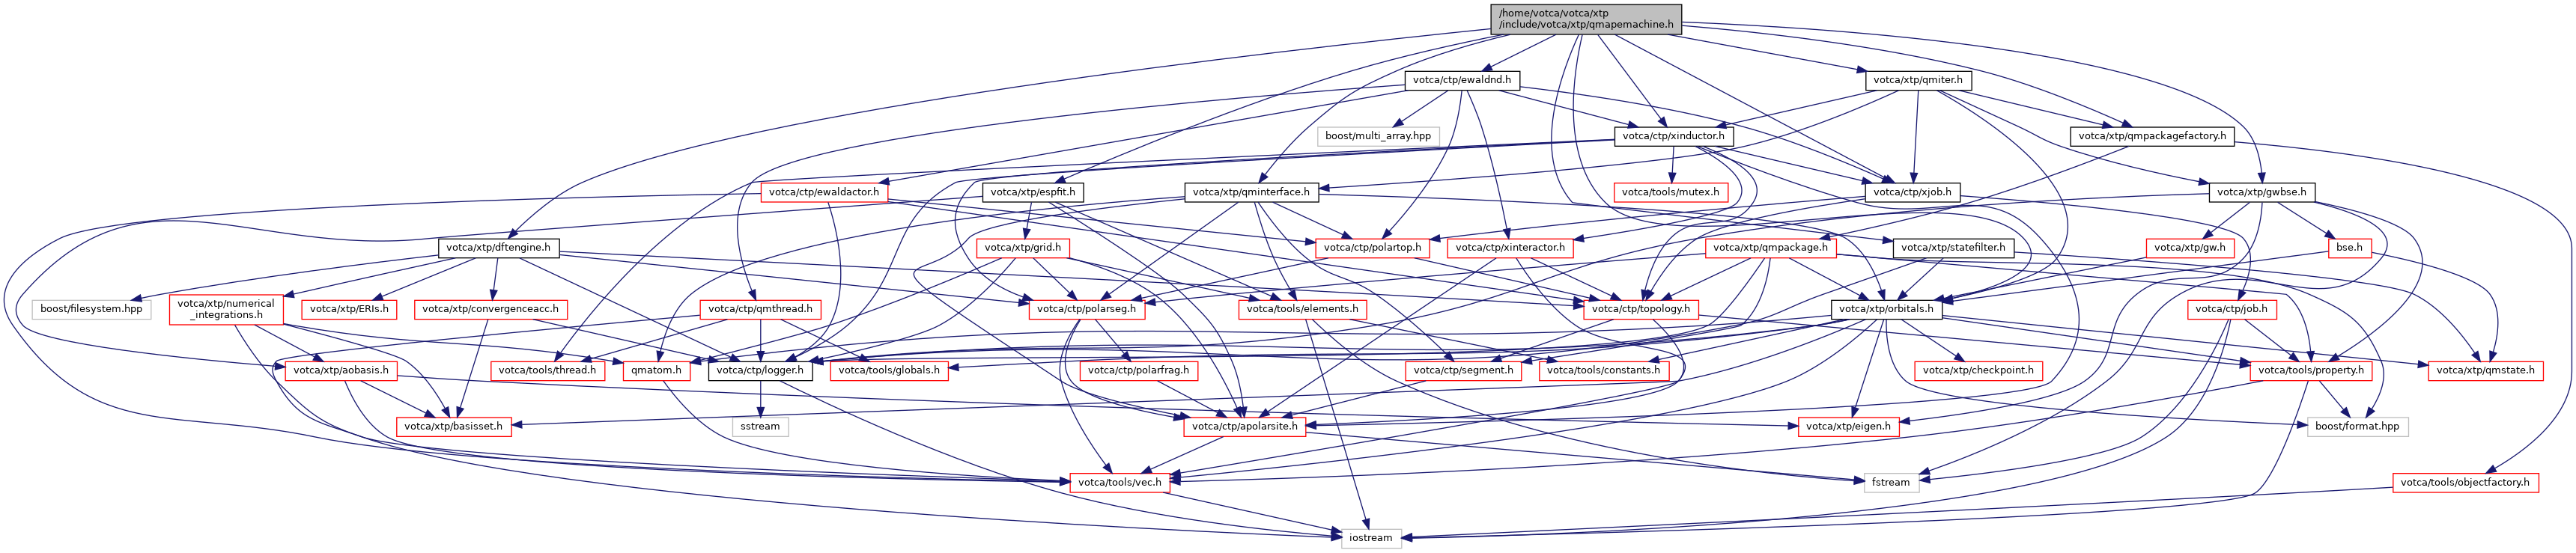 /home/votca/votca/xtp
/include/votca/xtp/qmapemachine.h
votca/ctp/ewaldnd.h
votca/xtp/qmiter.h
boost/multi_array.hpp
votca/ctp/xinductor.h
votca/xtp/qmpackagefactory.h
votca/ctp/ewaldactor.h
votca/xtp/espfit.h
votca/xtp/qminterface.h
votca/tools/mutex.h
votca/ctp/xjob.h
votca/xtp/gwbse.h
votca/xtp/dftengine.h
votca/xtp/grid.h
votca/ctp/polartop.h
votca/ctp/xinteractor.h
votca/xtp/qmpackage.h
votca/xtp/statefilter.h
votca/xtp/gw.h
bse.h
boost/filesystem.hpp
votca/xtp/numerical
_integrations.h
votca/xtp/ERIs.h
votca/xtp/convergenceacc.h
votca/ctp/qmthread.h
votca/ctp/polarseg.h
votca/tools/elements.h
votca/ctp/topology.h
votca/xtp/orbitals.h
votca/ctp/job.h
votca/xtp/aobasis.h
votca/tools/thread.h
qmatom.h
votca/ctp/logger.h
votca/tools/globals.h
votca/ctp/polarfrag.h
votca/ctp/segment.h
votca/tools/constants.h
votca/xtp/checkpoint.h
votca/tools/property.h
votca/xtp/qmstate.h
votca/xtp/basisset.h
sstream
votca/ctp/apolarsite.h
votca/xtp/eigen.h
boost/format.hpp
votca/tools/vec.h
fstream
votca/tools/objectfactory.h
iostream